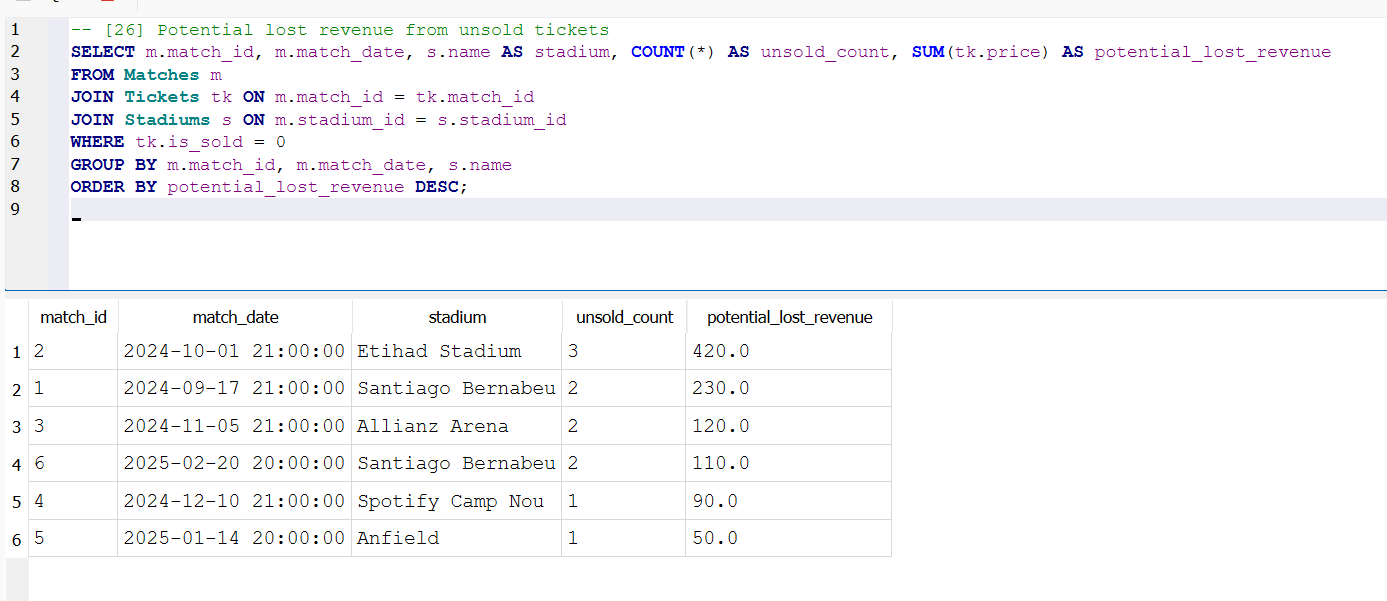 1 -- [26] Potential lost revenue from unsold tickets
2 SELECT m.match_id, m.match_date, s.name AS stadium, COUNT(*) AS unsold_count, SUM(tk.price) AS potential_lost_revenue
3 FROM Matches m
4 JOIN Tickets tk ON m.match_id = tk.match_id
5 JOIN Stadiums s ON m.stadium_id = s.stadium_id
6 WHERE tk.is_sold = 0
7 GROUP BY m.match_id, m.match_date, s.name
8 ORDER BY potential_lost_revenue DESC;
9
match_id match_date stadium unsold_count potential_lost_revenue
1 2 2024-10-01 21:00:00 Etihad Stadium 3 420.0
2 1 2024-09-17 21:00:00 Santiago Bernabeu 2 230.0
3 3 2024-11-05 21:00:00 Allianz Arena 2 120.0
4 6 2025-02-20 20:00:00 Santiago Bernabeu 2 110.0
5 4 2024-12-10 21:00:00 Spotify Camp Nou 1 90.0
6 5 2025-01-14 20:00:00 Anfield 1 50.0